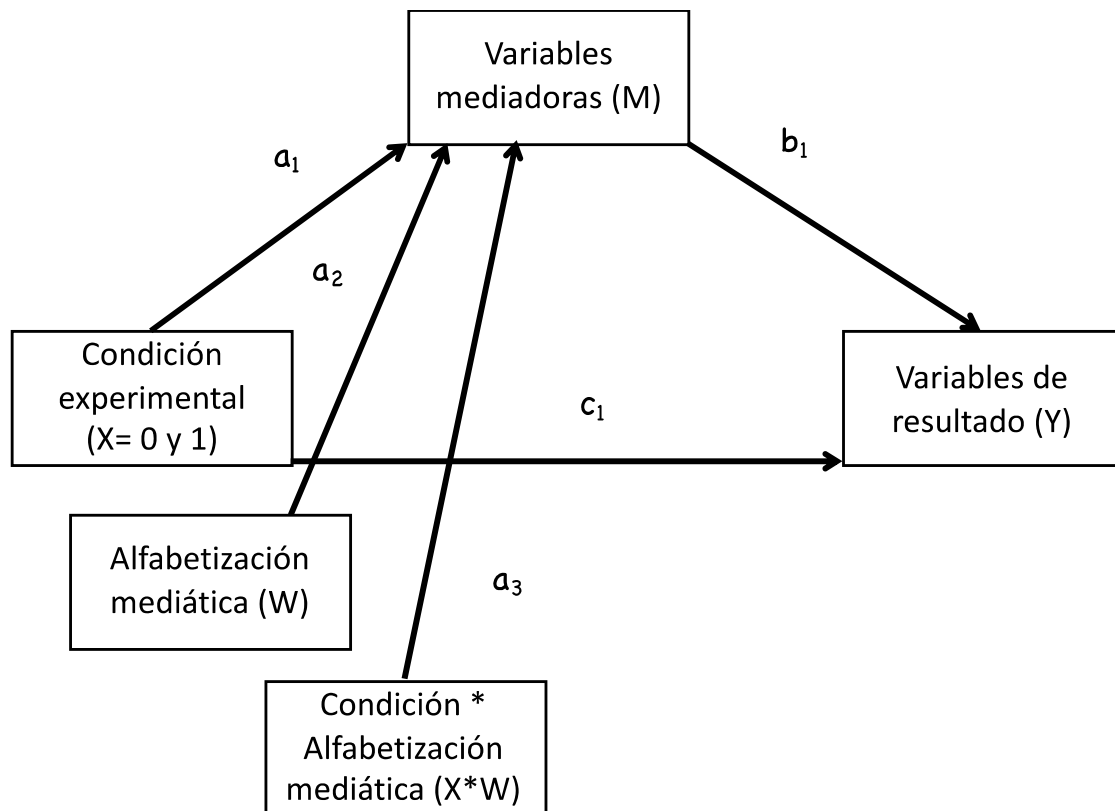 Variables
mediadoras (M)
a₁
b₁
a₂
Condición
experimental
(X= 0 y 1)
c₁
Variables de
resultado (Y)
Alfabetización
mediática (W)
a₃
Condición *
Alfabetización
mediática (X*W)